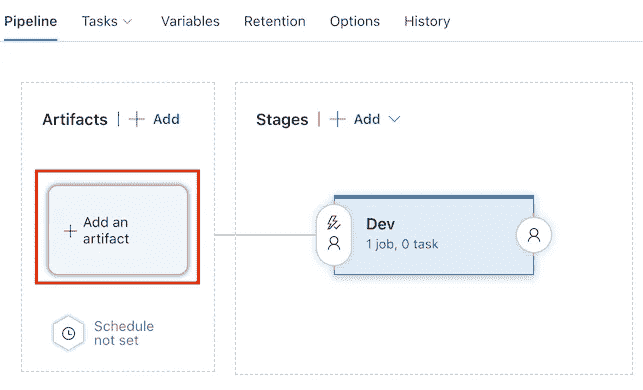 Pipeline Tasks Variables Retention Options History
Artifacts | + Add
Stages | + Add
+ Add an
artifact
Dev
1 job, 0 task
Schedule
not set